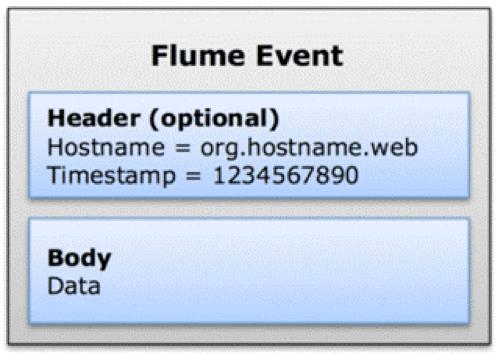 Flume Event
Header (optional)
Hostname = org.hostname.web
Timestamp = 1234567890
Body
Data